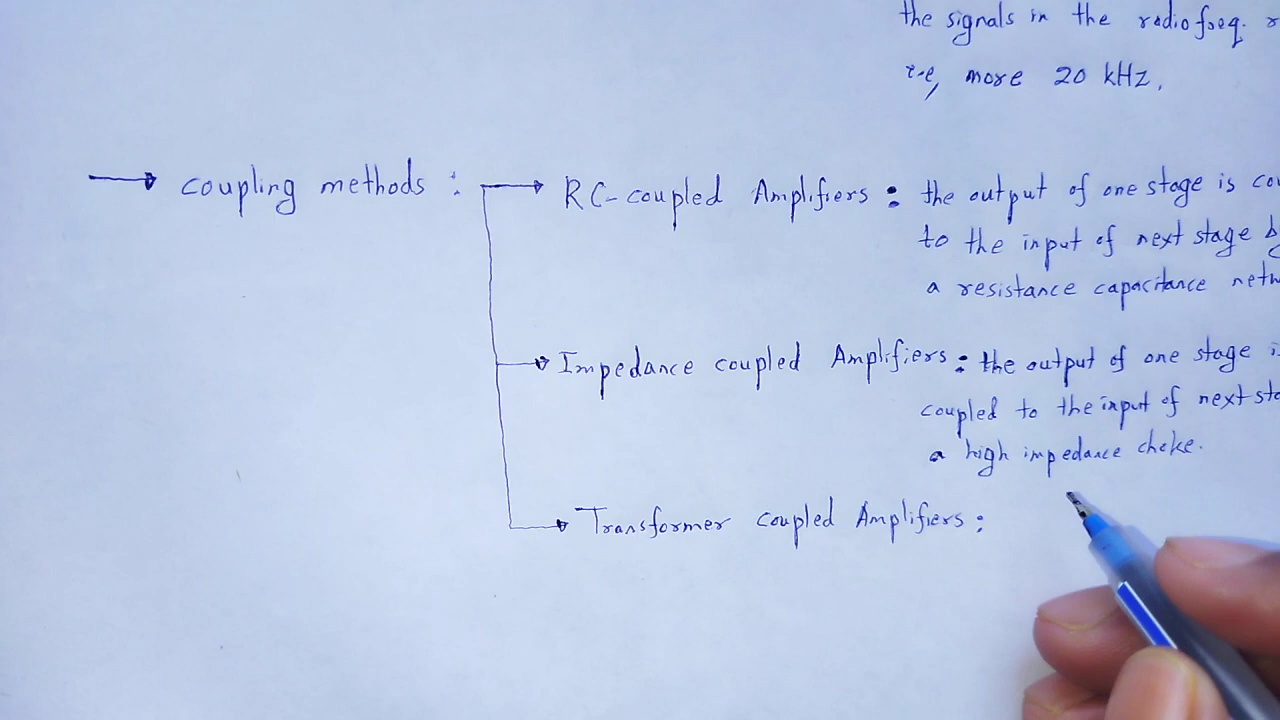 the signals in the radio freq.
i.e, more 20 kHz.
→ coupling methods : → RC-coupled Amplifiers : the output of one stage is
to the input of next stage
a resistance capacitance
→ Impedance coupled Amplifiers : the output of one stage
coupled to the input of next
a high impedance choke.
→ Transformer coupled Amplifiers :